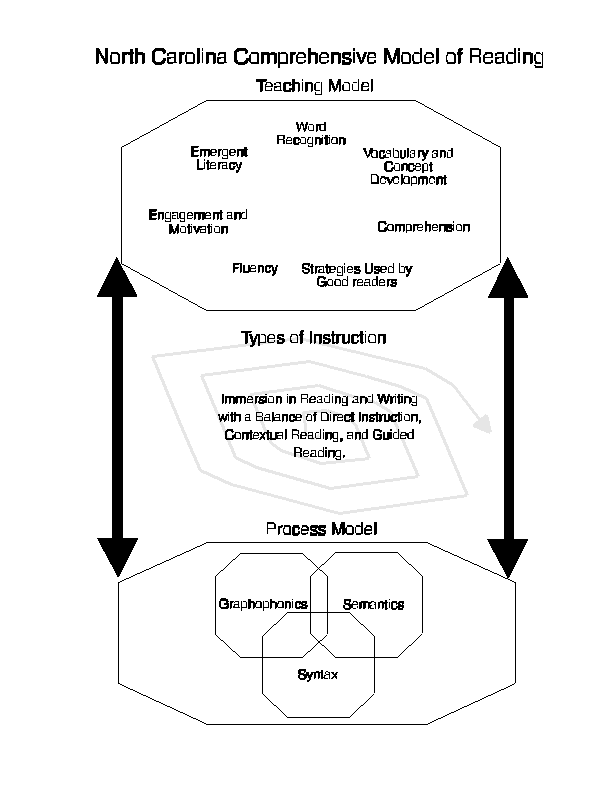 North Carolina Comprehensive Model of Reading
Teaching Model
Word
Recognition
Emergent
Literacy
Vocabulary and
Concept
Development
Engagement and
Motivation
Comprehension
Fluency
Strategies Used by
Good readers
Types of Instruction
Immersion in Reading and Writing
with a Balance of Direct Instruction,
Contextual Reading, and Guided
Reading.
Process Model
Graphophonics
Semantics
Syntax